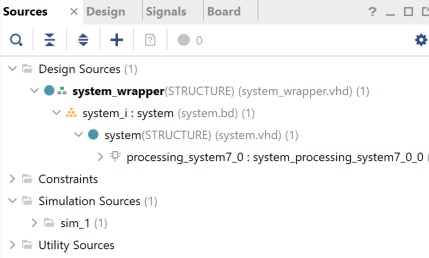 Sources × Design Signals Board ? _
0
Design Sources (1)
system_wrapper(STRUCTURE) (system_wrapper.vhd) (1)
system_i : system (system.bd) (1)
system(STRUCTURE) (system.vhd) (1)
processing_system7_0 : system_processing_system7_0_0 (
Constraints
Simulation Sources (1)
sim_1 (1)
Utility Sources